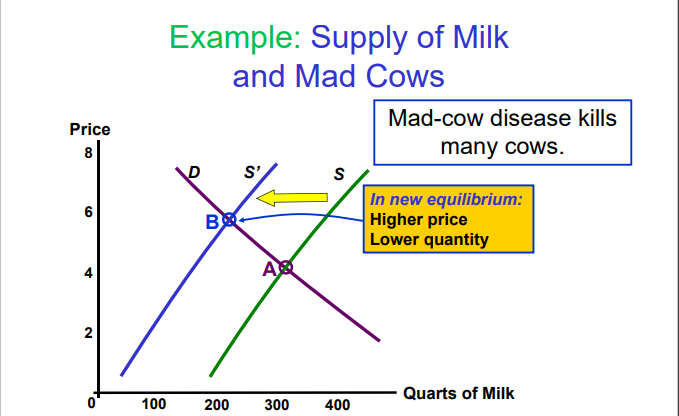 Example: Supply of Milk
and Mad Cows
Mad-cow disease kills
many cows.
Price
8
D
S’
S
In new equilibrium:
Higher price
Lower quantity
6
B
4
A
2
0
100
200
300
400
Quarts of Milk